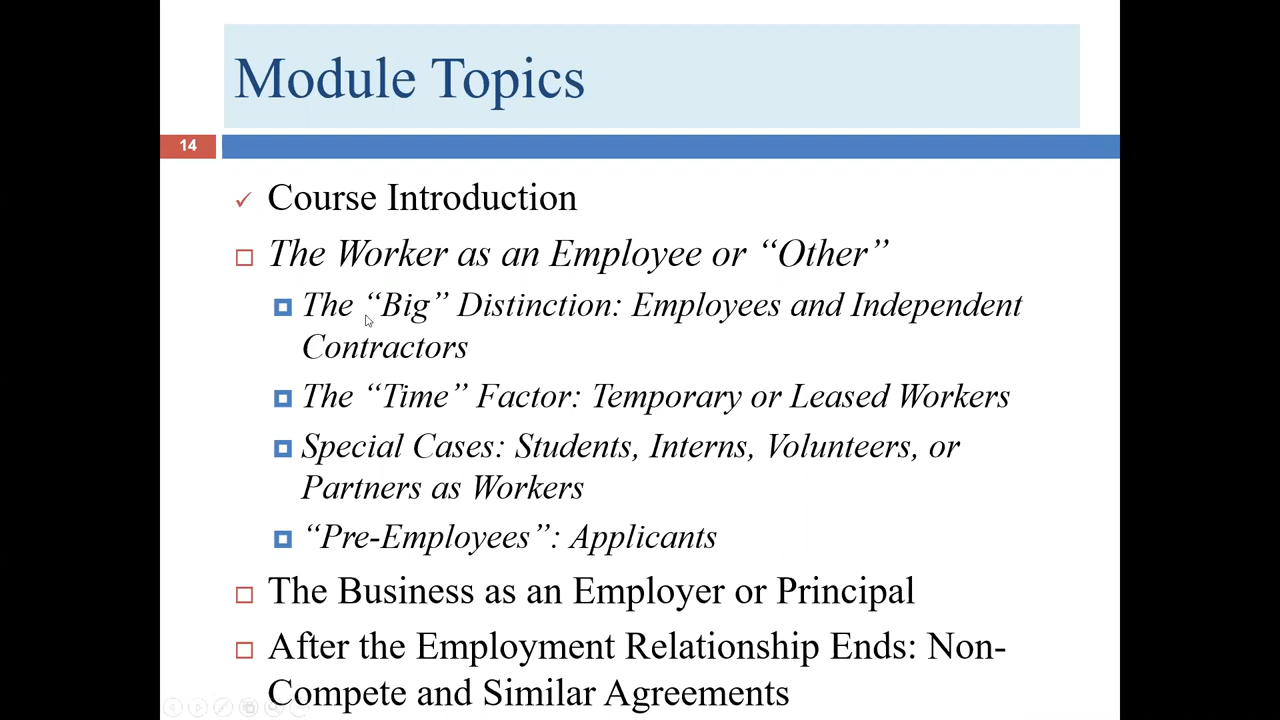 Module Topics
14
Course Introduction
The Worker as an Employee or “Other”
The “Big” Distinction: Employees and Independent
Contractors
The “Time” Factor: Temporary or Leased Workers
Special Cases: Students, Interns, Volunteers, or
Partners as Workers
“Pre-Employees”: Applicants
The Business as an Employer or Principal
After the Employment Relationship Ends: Non-
Compete and Similar Agreements